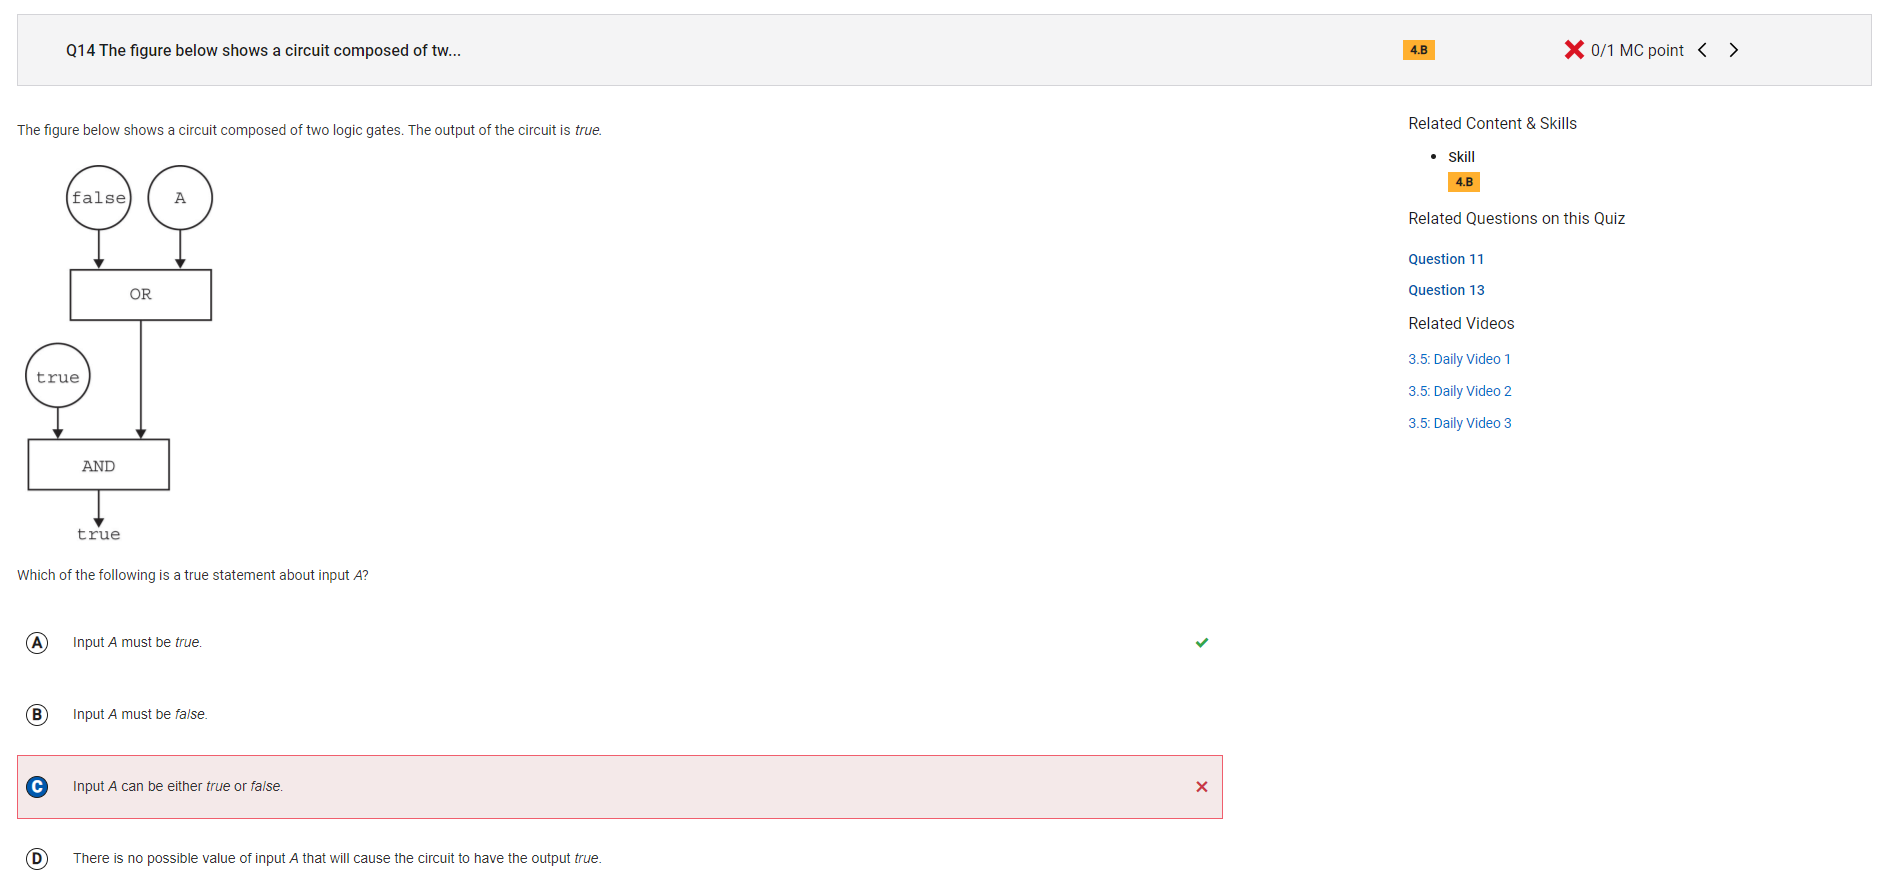 Q14 The figure below shows a circuit composed of tw...
4.B
0/1 MC point
The figure below shows a circuit composed of two logic gates. The output of the circuit is true.
false
A
OR
true
AND
true
Which of the following is a true statement about input A?
A Input A must be true.
B Input A must be false.
C Input A can be either true or false.
D There is no possible value of input A that will cause the circuit to have the output true.
Related Content & Skills
• Skill
4.B
Related Questions on this Quiz
Question 11
Question 13
Related Videos
3.5: Daily Video 1
3.5: Daily Video 2
3.5: Daily Video 3